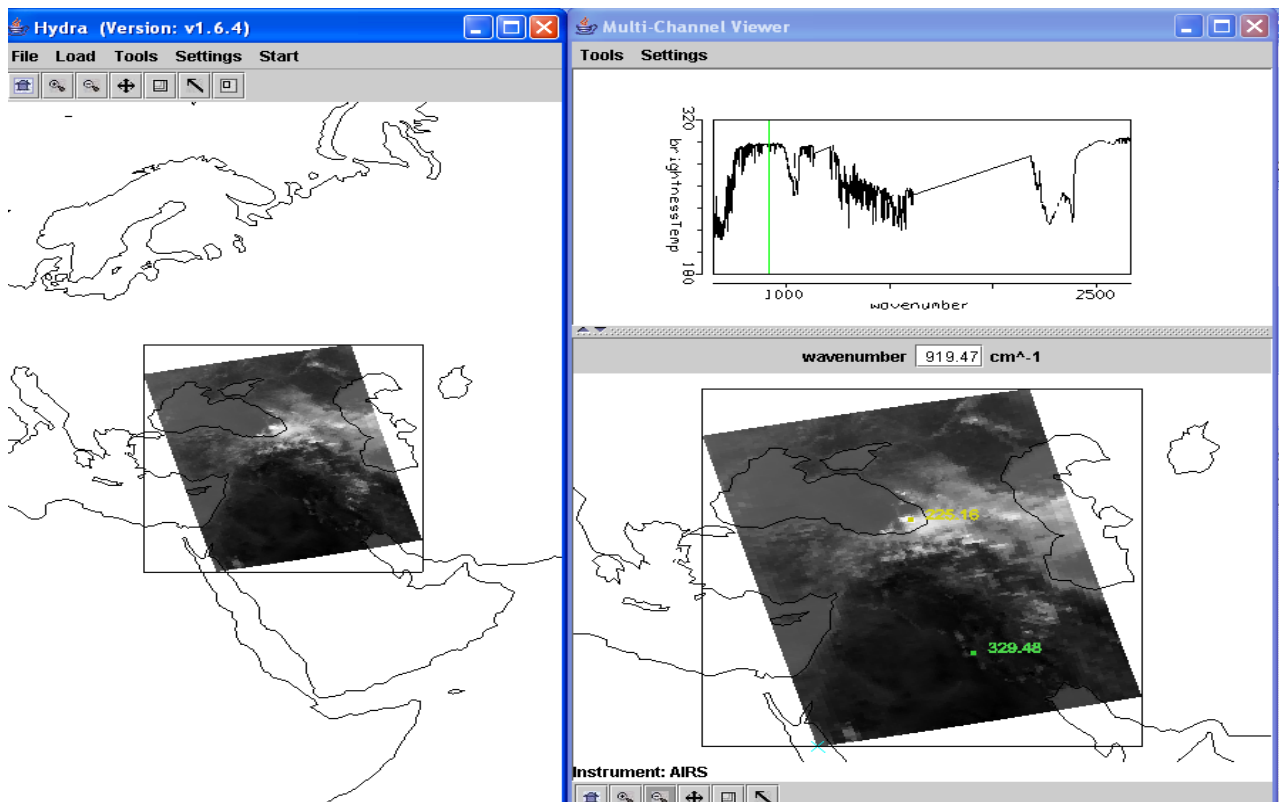 Hydra (Version: v1.6.4)
File Load Tools Settings Start
Multi-Channel Viewer
Tools Settings
320
brightnessTemp
180
1000
2500
wavenumber
wavenumber 919.47 cm^-1
329.48
Instrument: AIRS